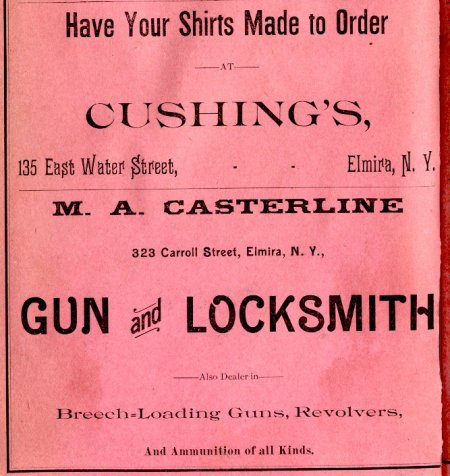 Have Your Shirts Made to Order
AT
CUSHING'S,
135 East Water Street, - - Elmira, N. Y.
M. A. CASTERLINE
323 Carroll Street, Elmira, N. Y.,
GUN and LOCKSMITH
Also Dealer in
Breech-Loading Guns, Revolvers,
And Ammunition of all Kinds.